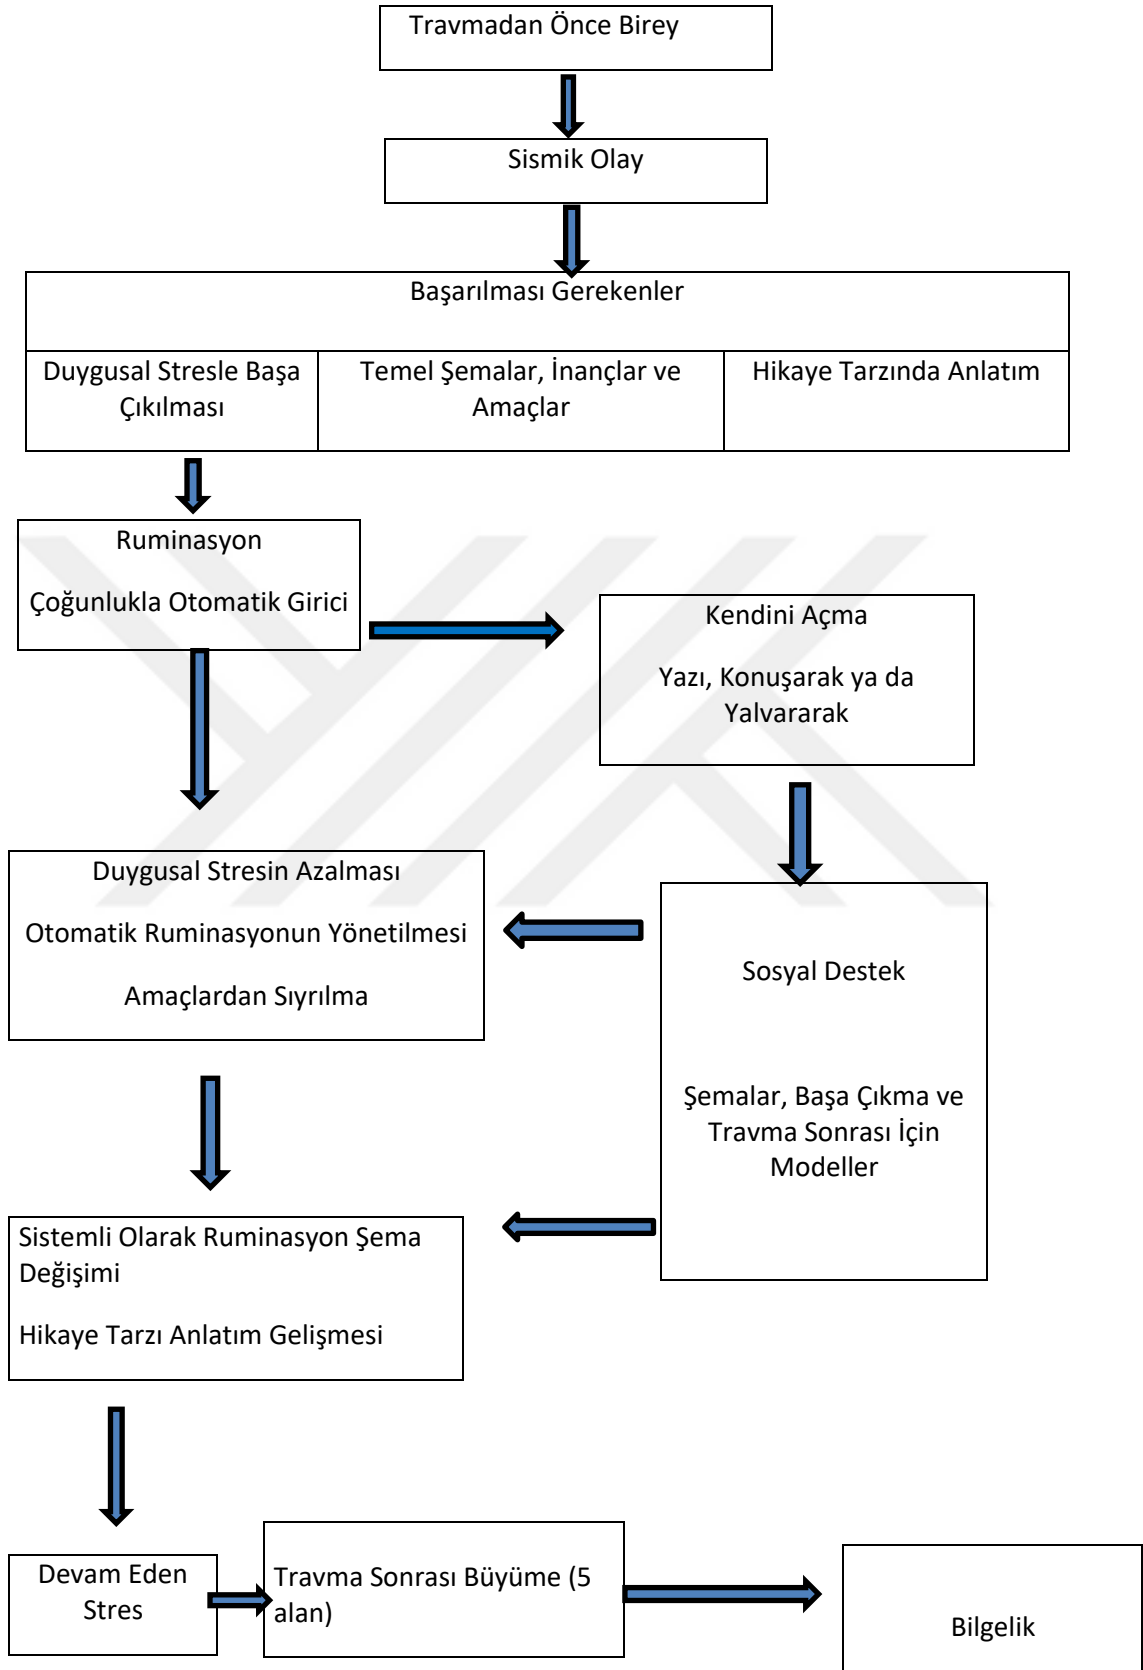 Travmadan Önce Birey
Sismik Olay
Başarılması Gerekenler
Duygusal Stresle Başa
Çıkılması
Temel Şemalar, İnançlar ve
Amaçlar
Hikaye Tarzında Anlatım
Ruminasyon
Çoğunlukla Otomatik Girici
Kendini Açma
Yazı, Konuşarak ya da
Yalvararak
Duygusal Stresin Azalması
Otomatik Ruminasyonun Yönetilmesi
Amaçlardan Sıyrılma
Sosyal Destek
Şemalar, Başa Çıkma ve
Travma Sonrası İçin
Modeller
Sistemli Olarak Ruminasyon Şema
Değişimi
Hikaye Tarzı Anlatım Gelişmesi
Devam Eden
Stres
Travma Sonrası Büyüme (5
alan)
Bilgelik